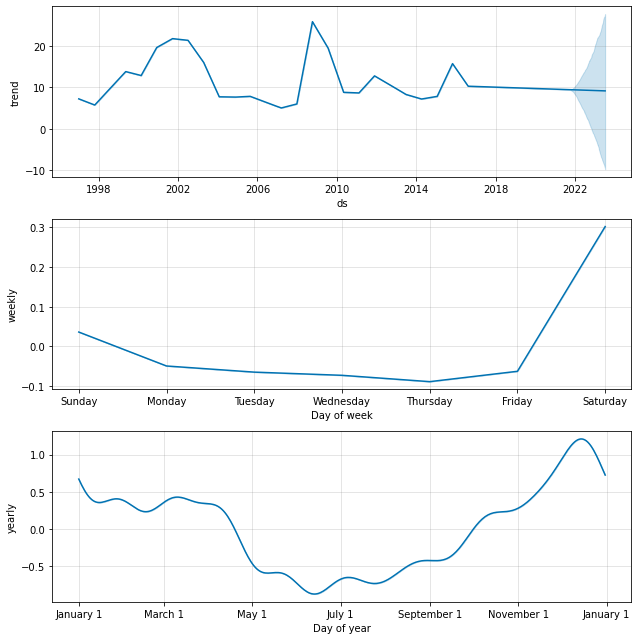 trend
20
10
0
−10
1998 2002 2006 2010 2014 2018 2022
ds
weekly
0.3
0.2
0.1
0.0
−0.1
Sunday Monday Tuesday Wednesday Thursday Friday Saturday
Day of week
yearly
1.0
0.5
0.0
−0.5
January 1 March 1 May 1 July 1 September 1 November 1 January 1
Day of year